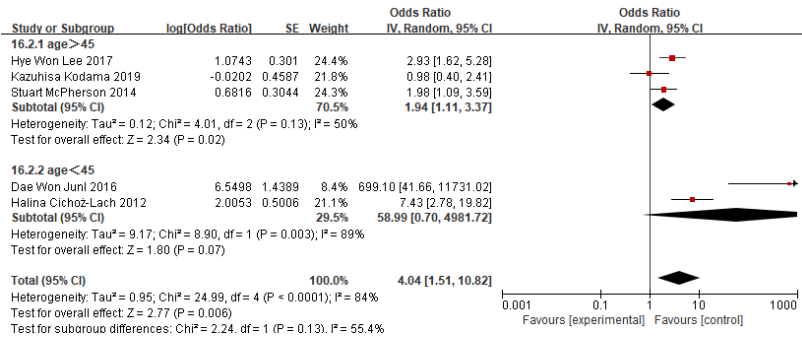 Odds Ratio Odds Ratio
Study or Subgroup log[Odds Ratio] SE Weight IV, Random, 95% CI IV, Random, 95% CI
16.2.1 age＞45
Hye Won Lee 2017 1.0743 0.301 24.4% 2.93 [1.62, 5.28]
Kazuhisa Kodama 2019 -0.0202 0.4587 21.8% 0.98 [0.40, 2.41]
Stuart McPherson 2014 0.6816 0.3044 24.3% 1.98 [1.09, 3.59]
Subtotal (95% CI) 70.5% 1.94 [1.11, 3.37]
Heterogeneity: Tau² = 0.12; Chi² = 4.01, df = 2 (P = 0.13); I² = 50%
Test for overall effect: Z = 2.34 (P = 0.02)
16.2.2 age＜45
Dae Won Junl 2016 6.5498 1.4389 8.4% 699.10 [41.66, 11731.02]
Halina Cichoż-Lach 2012 2.0053 0.5006 21.1% 7.43 [2.78, 19.82]
Subtotal (95% CI) 29.5% 58.99 [0.70, 4981.72]
Heterogeneity: Tau² = 9.17; Chi² = 8.90, df = 1 (P = 0.003); I² = 89%
Test for overall effect: Z = 1.80 (P = 0.07)
Total (95% CI) 100.0% 4.04 [1.51, 10.82]
Heterogeneity: Tau² = 0.95; Chi² = 24.99, df = 4 (P < 0.0001); I² = 84%
Test for overall effect: Z = 2.77 (P = 0.006)
Test for subgroup differences: Chi² = 2.24, df = 1 (P = 0.13), I² = 55.4%
0.001 0.1 1 10 1000
Favours [experimental] Favours [control]